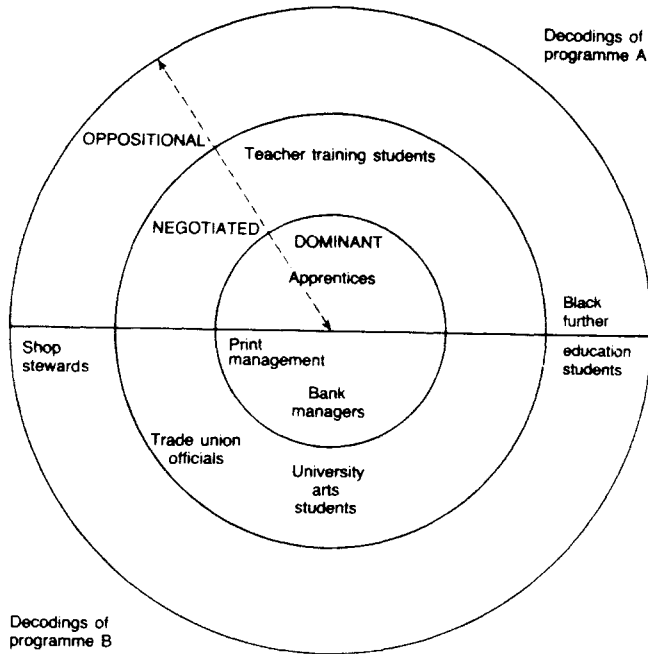 Decodings of
programme A
OPPOSITIONAL
Teacher training students
NEGOTIATED
DOMINANT
Apprentices
Black
further
education
students
Shop
stewards
Print
management
Bank
managers
Trade union
officials
University
arts
students
Decodings of
programme B